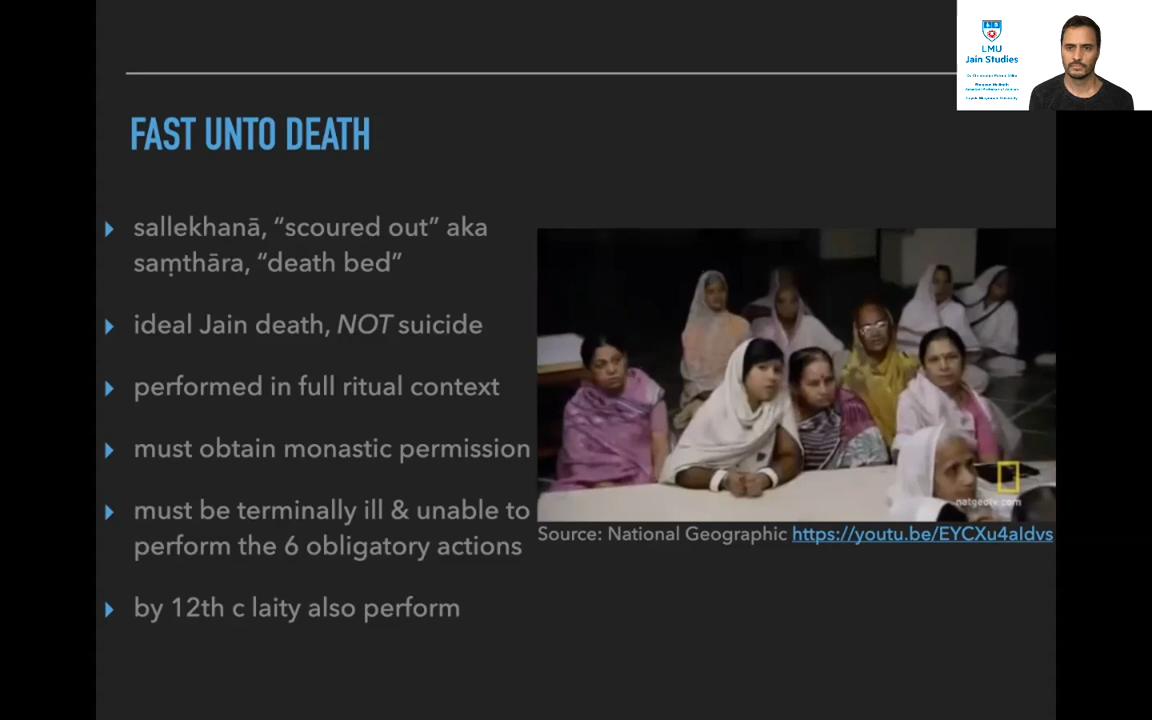 LMU
Jain Studies
FAST UNTO DEATH
sallekhanā, “scoured out” aka
saṃthāra, “death bed”
ideal Jain death, NOT suicide
performed in full ritual context
must obtain monastic permission
must be terminally ill & unable to
perform the 6 obligatory actions
by 12th c laity also perform
natgeotv.com
Source: National Geographic https://youtu.be/EYCXu4aldvs